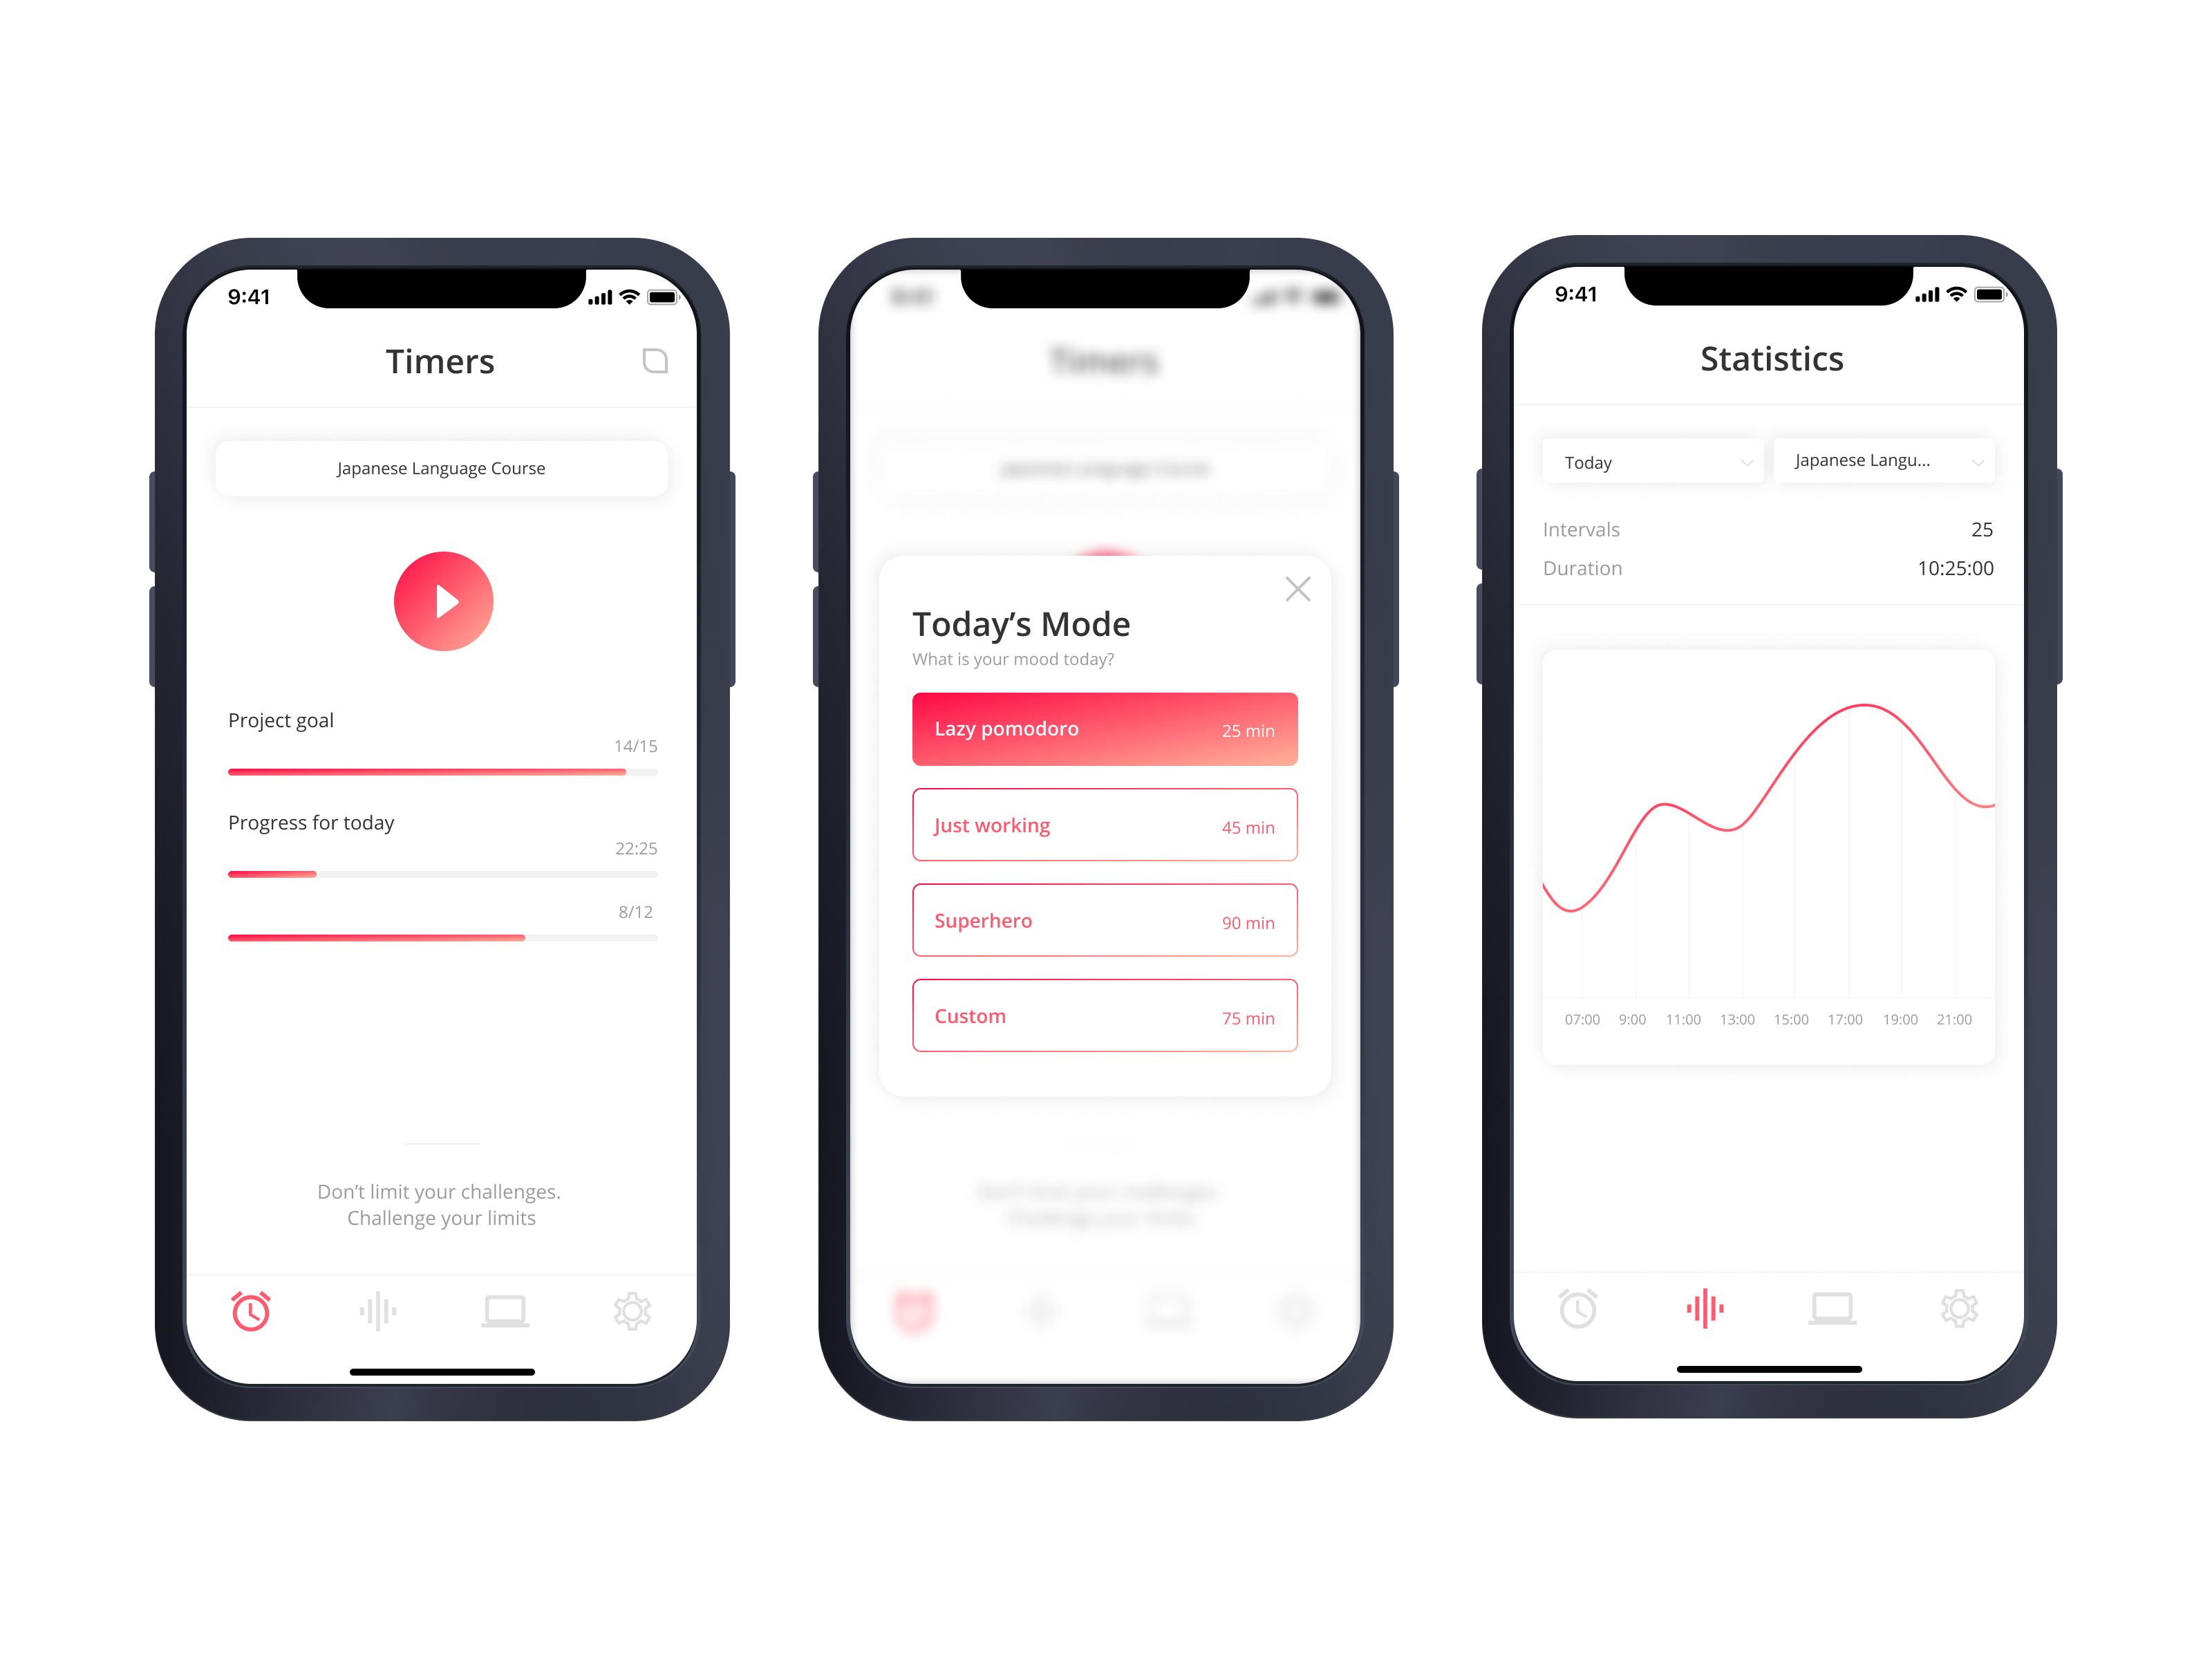 9:41
Timers
Japanese Language Course
Project goal
14/15
Progress for today
22:25
8/12
Don’t limit your challenges.
Challenge your limits
Timers
Today’s Mode
What is your mood today?
Lazy pomodoro 25 min
Just working 45 min
Superhero 90 min
Custom 75 min
9:41
Statistics
Today Japanese Langu...
Intervals 25
Duration 10:25:00
07:00 9:00 11:00 13:00 15:00 17:00 19:00 21:00